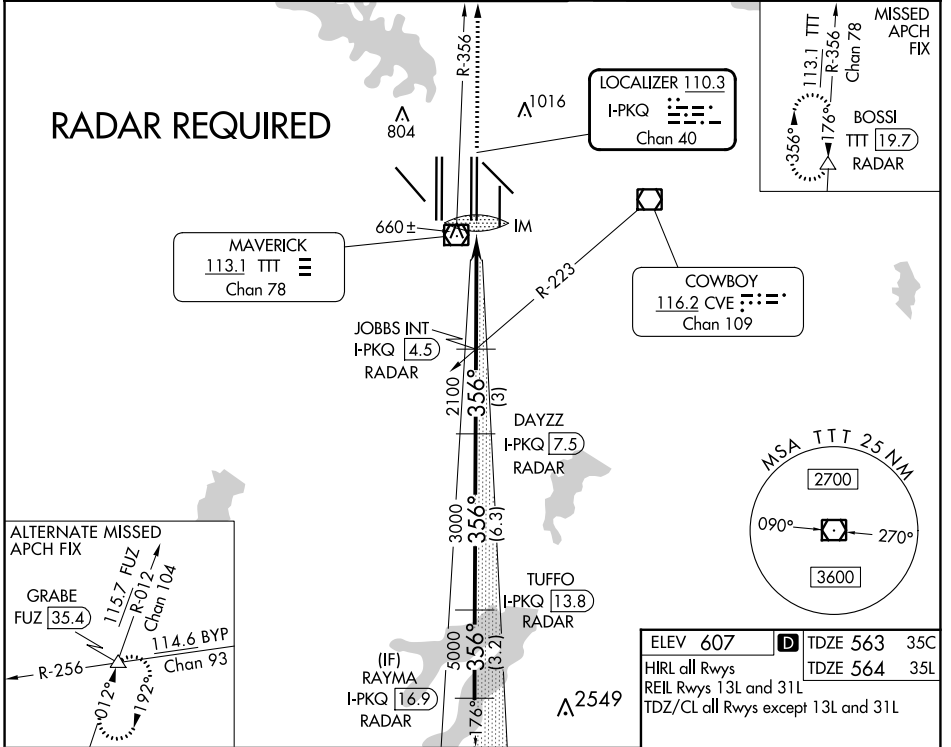 RADAR REQUIRED
R-356
804
1016
LOCALIZER 110.3
I-PKQ
Chan 40
MISSED
APCH
FIX
113.1 TTT
R-356
Chan 78
356°
176°
BOSSI
TTT 19.7
RADAR
660±
IM
MAVERICK
113.1 TTT
Chan 78
R-223
COWBOY
116.2 CVE
Chan 109
JOBBS INT
I-PKQ 4.5
RADAR
2100
356°
(3)
DAYZZ
I-PKQ 7.5
RADAR
3000
356°
(6.3)
TUFFO
I-PKQ 13.8
RADAR
5000
356°
(3.2)
(IF)
RAYMA
I-PKQ 16.9
RADAR
176°
2549
MSA TTT 25 NM
2700
090°
270°
3600
ALTERNATE MISSED
APCH FIX
GRABE
FUZ 35.4
115.7 FUZ
R-012
Chan 104
114.6 BYP
Chan 93
R-256
012°
192°
ELEV 607
D
TDZE 563 35C
TDZE 564 35L
HIRL all Rwys
REIL Rwys 13L and 31L
TDZ/CL all Rwys except 13L and 31L